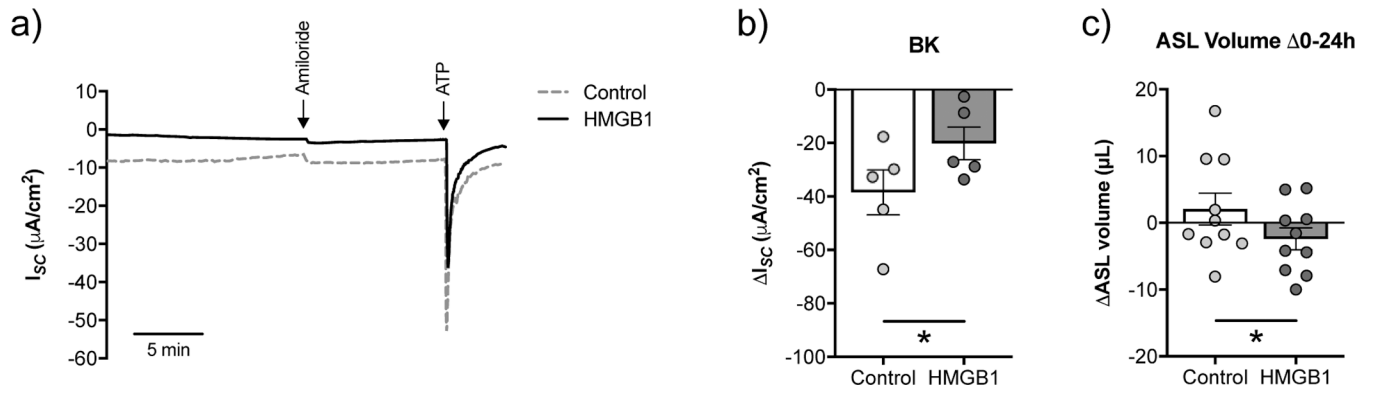 a)
Amiloride
ATP
10
0
-10
-20
-30
-40
-50
-60
I_SC (µA/cm²)
5 min
Control
HMGB1
b)
BK
0
-20
-40
-60
-80
-100
ΔI_SC (µA/cm²)
*
Control HMGB1
c)
ASL Volume Δ0-24h
20
10
0
-10
-20
ΔASL volume (µL)
*
Control HMGB1